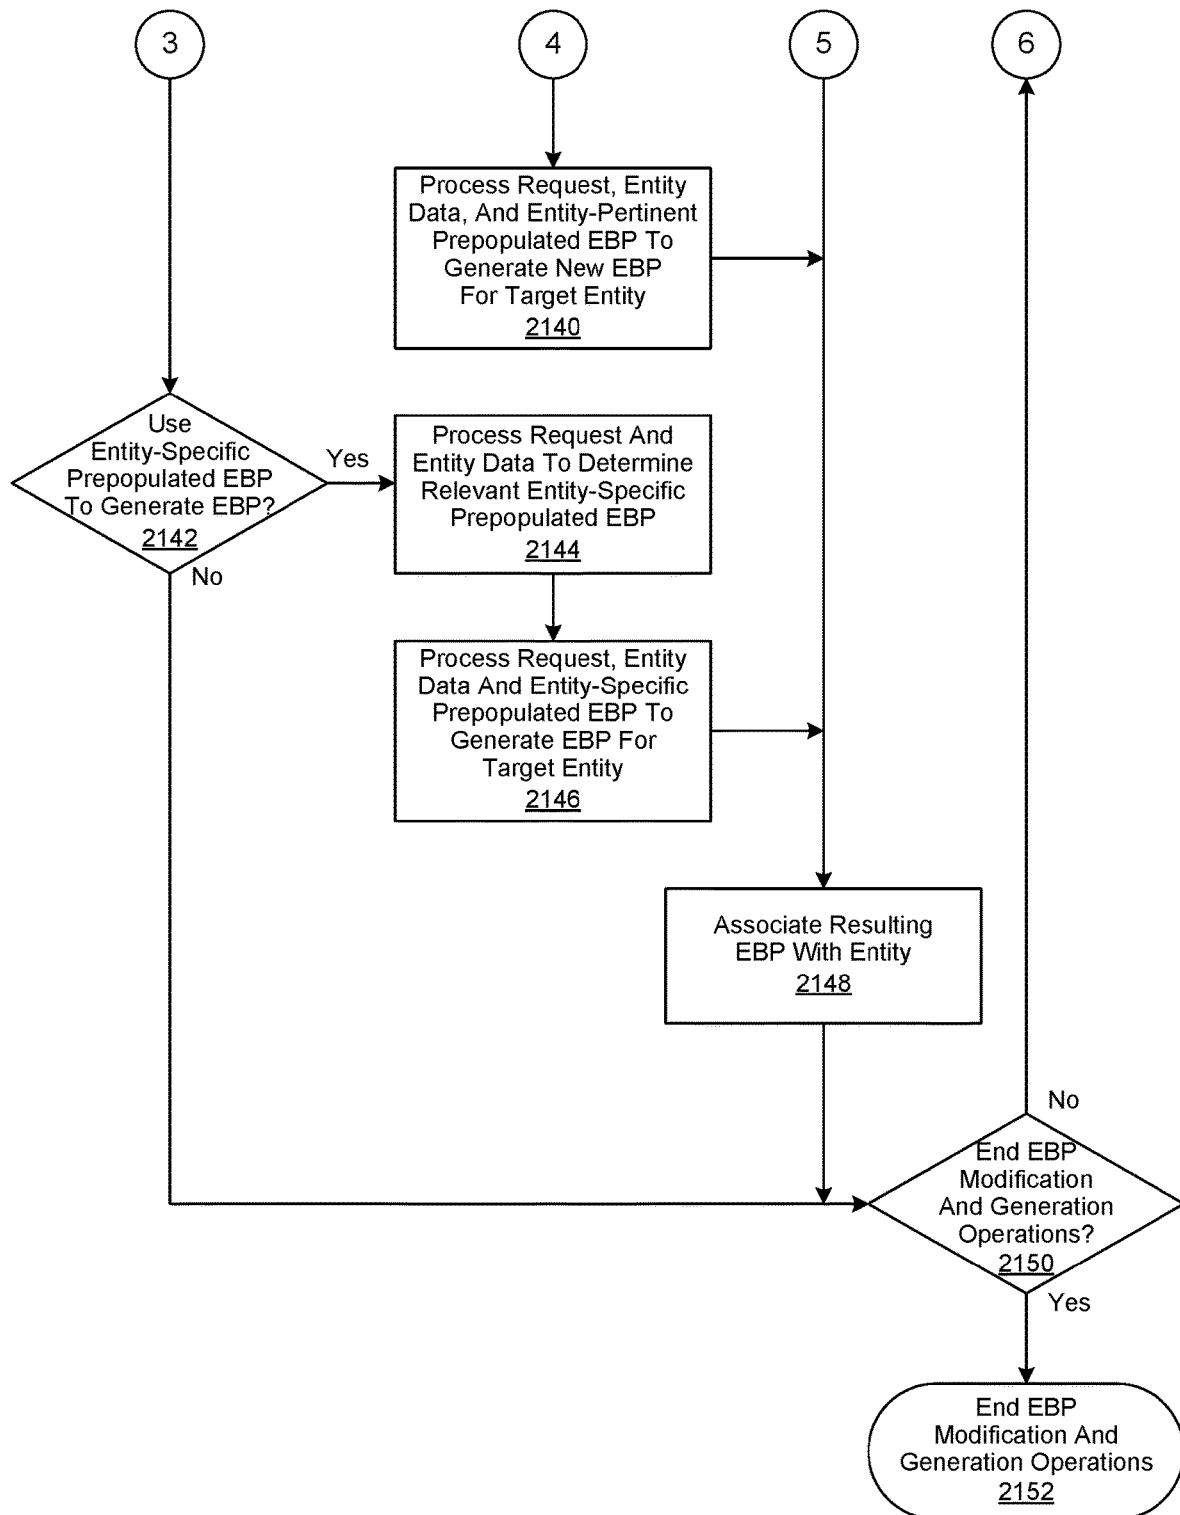 3
4
5
6
Process Request, Entity
Data, And Entity-Pertinent
Prepopulated EBP To
Generate New EBP
For Target Entity
2140
Use
Entity-Specific
Prepopulated EBP
To Generate EBP?
2142
Yes
No
Process Request And
Entity Data To Determine
Relevant Entity-Specific
Prepopulated EBP
2144
Process Request, Entity
Data And Entity-Specific
Prepopulated EBP To
Generate EBP For
Target Entity
2146
Associate Resulting
EBP With Entity
2148
No
End EBP
Modification
And Generation
Operations?
2150
Yes
End EBP
Modification And
Generation Operations
2152